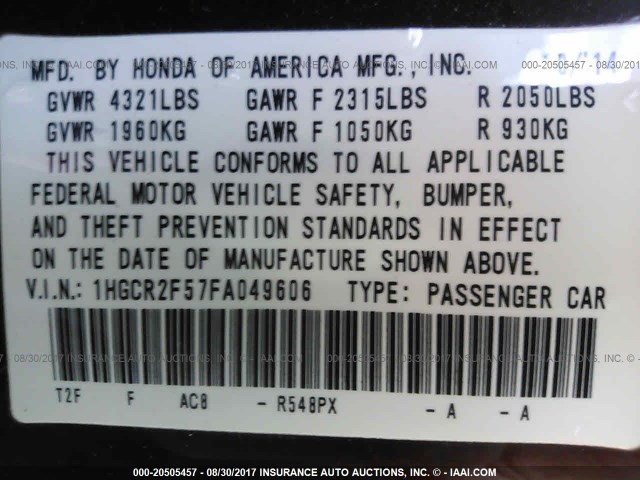 MFD. BY HONDA OF AMERICA MFG., INC. 10/14
GVWR 4321LBS GAWR F 2315LBS R 2050LBS
GVWR 1960KG GAWR F 1050KG R 930KG
THIS VEHICLE CONFORMS TO ALL APPLICABLE
FEDERAL MOTOR VEHICLE SAFETY, BUMPER,
AND THEFT PREVENTION STANDARDS IN EFFECT
ON THE DATE OF MANUFACTURE SHOWN ABOVE.
V.I.N.: 1HGCR2F57FA049606 TYPE: PASSENGER CAR
T2F F AC8 - R548PX - A - A
000-20505457 - 08/30/2017 INSURANCE AUTO AUCTIONS, INC. - © IAAI.COM